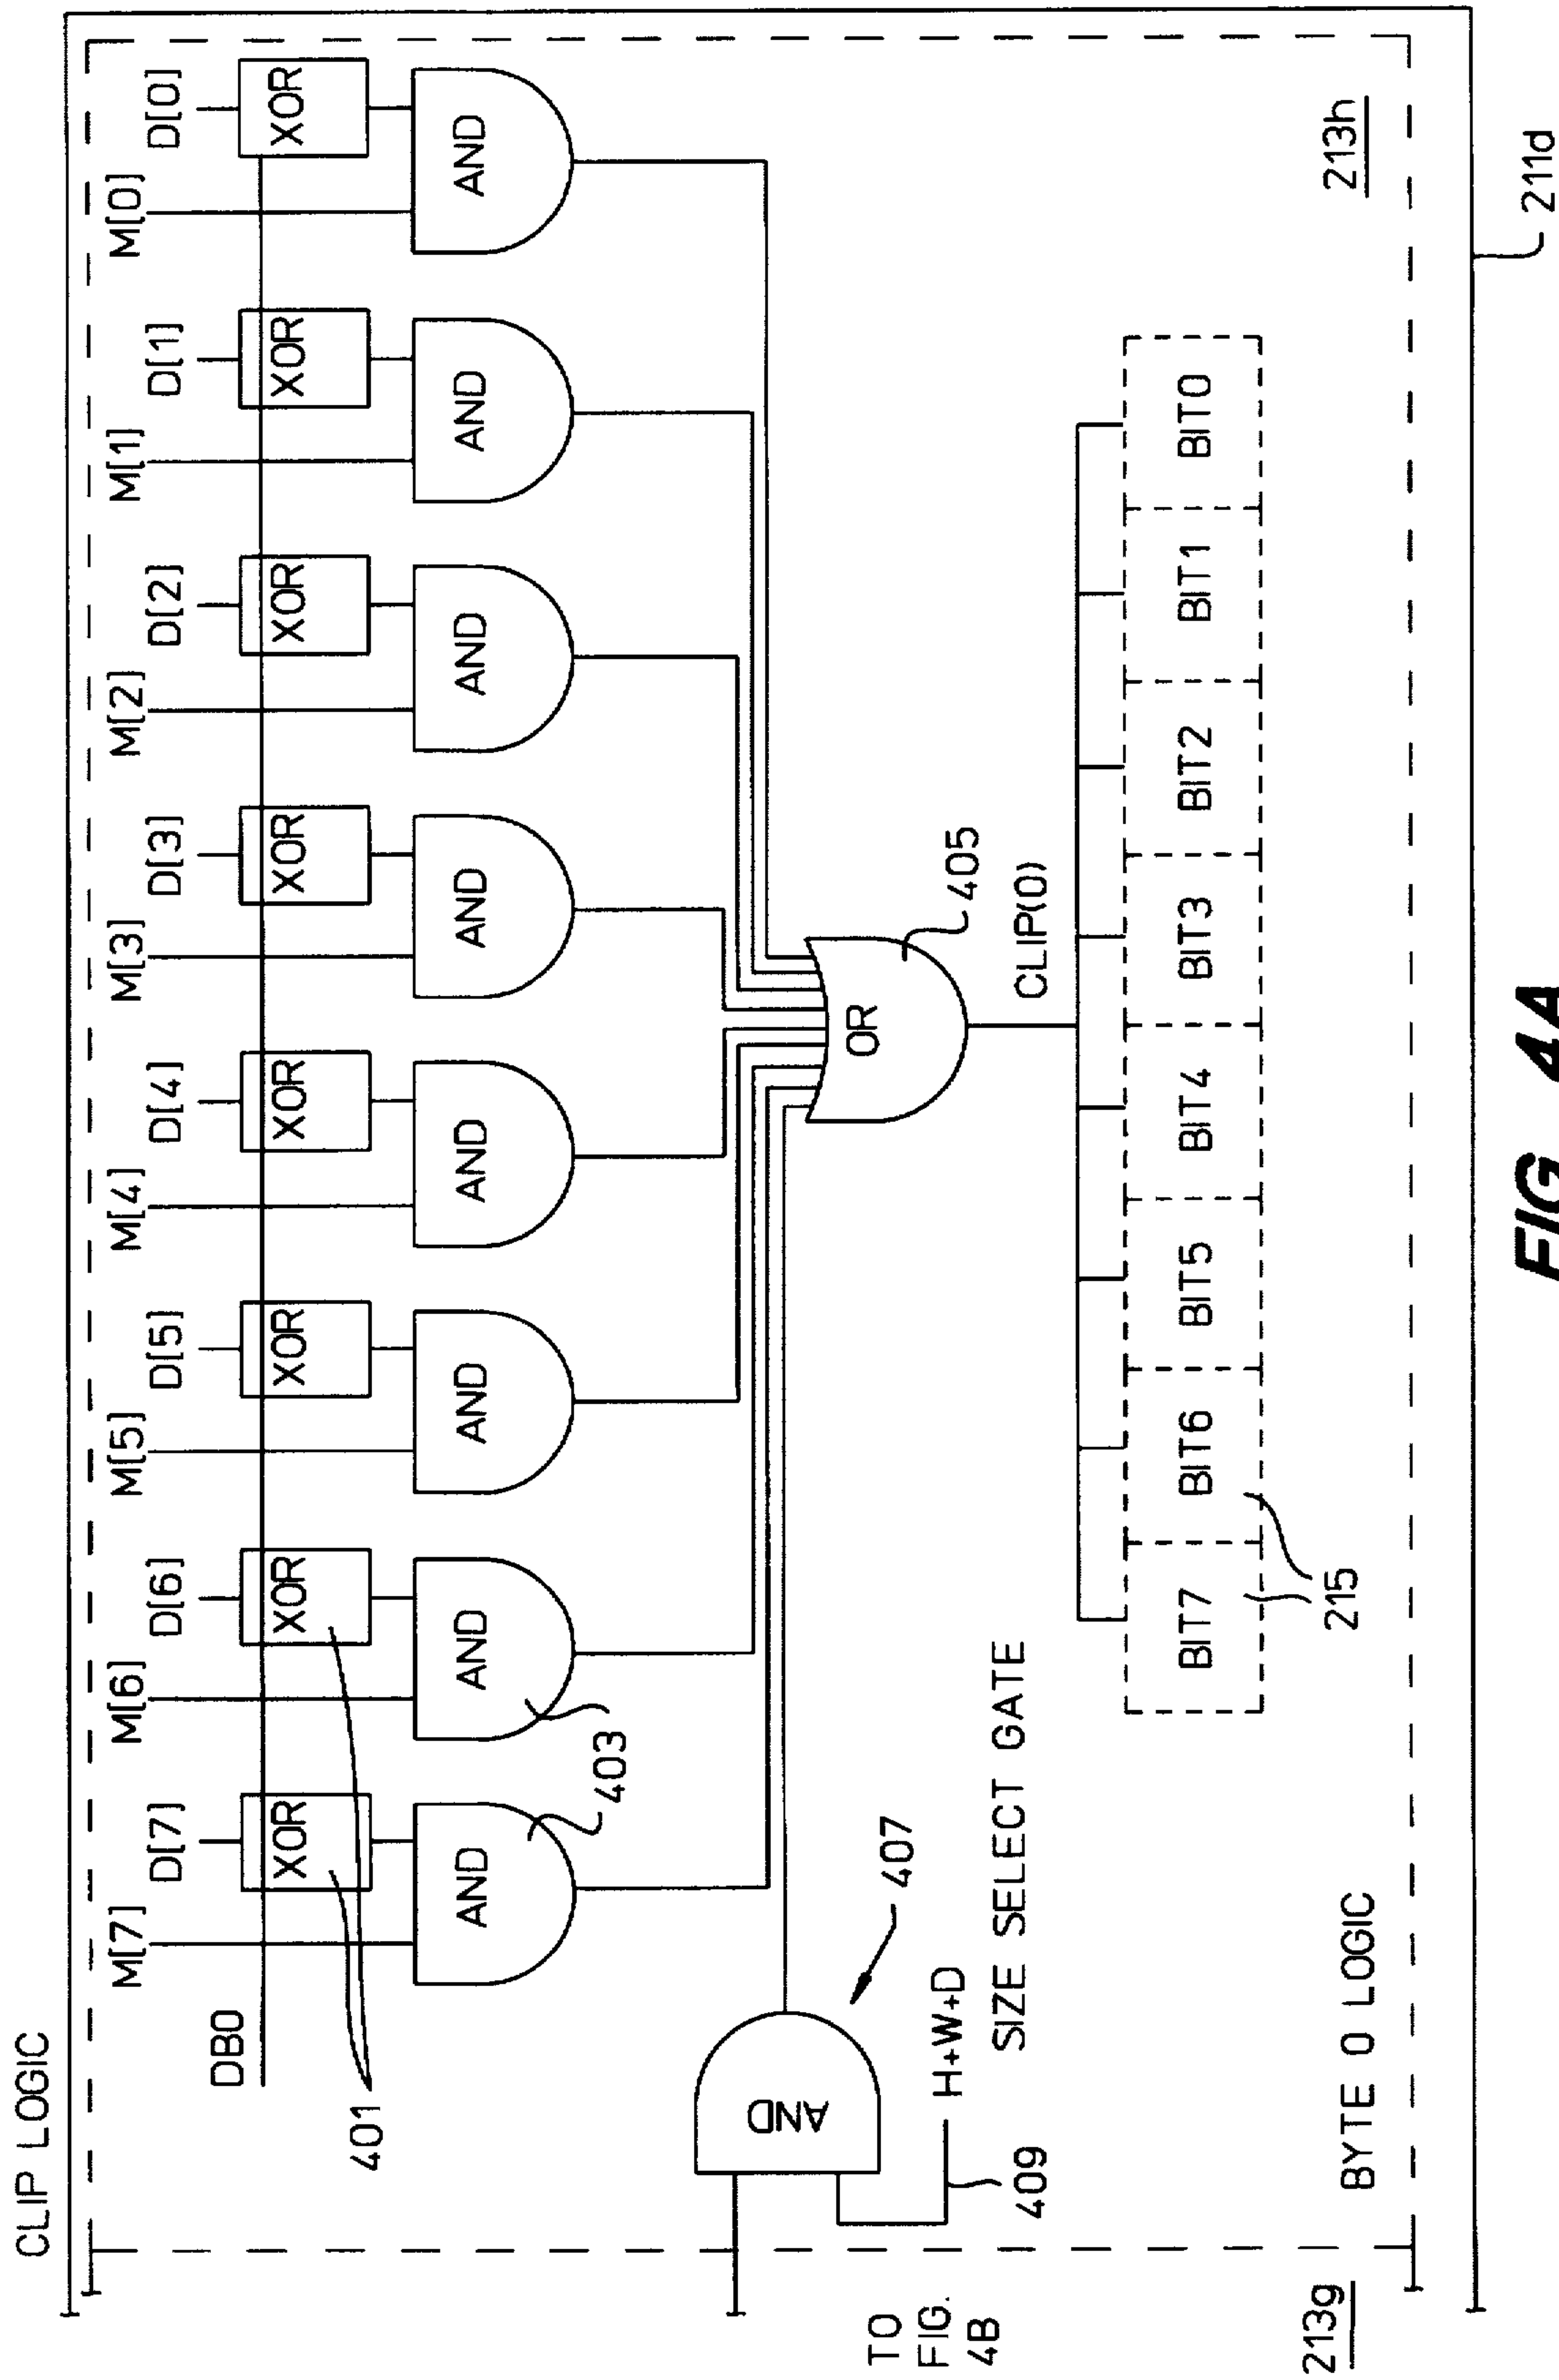 CLIP LOGIC
M[7] D[7] M[6] D[6] M[5] D[5] M[4] D[4] M[3] D[3] M[2] D[2] M[1] D[1] M[0] D[0]
DB0
XOR XOR XOR XOR XOR XOR XOR XOR
401
AND AND AND AND AND AND AND AND
403
AND
407
OR
405
H+W+D
409
SIZE SELECT GATE
CLIP(0)
TO
FIG.
4B
BIT7 BIT6 BIT5 BIT4 BIT3 BIT2 BIT1 BIT0
215
BYTE 0 LOGIC
213g
213h
211d
FIG. 4A